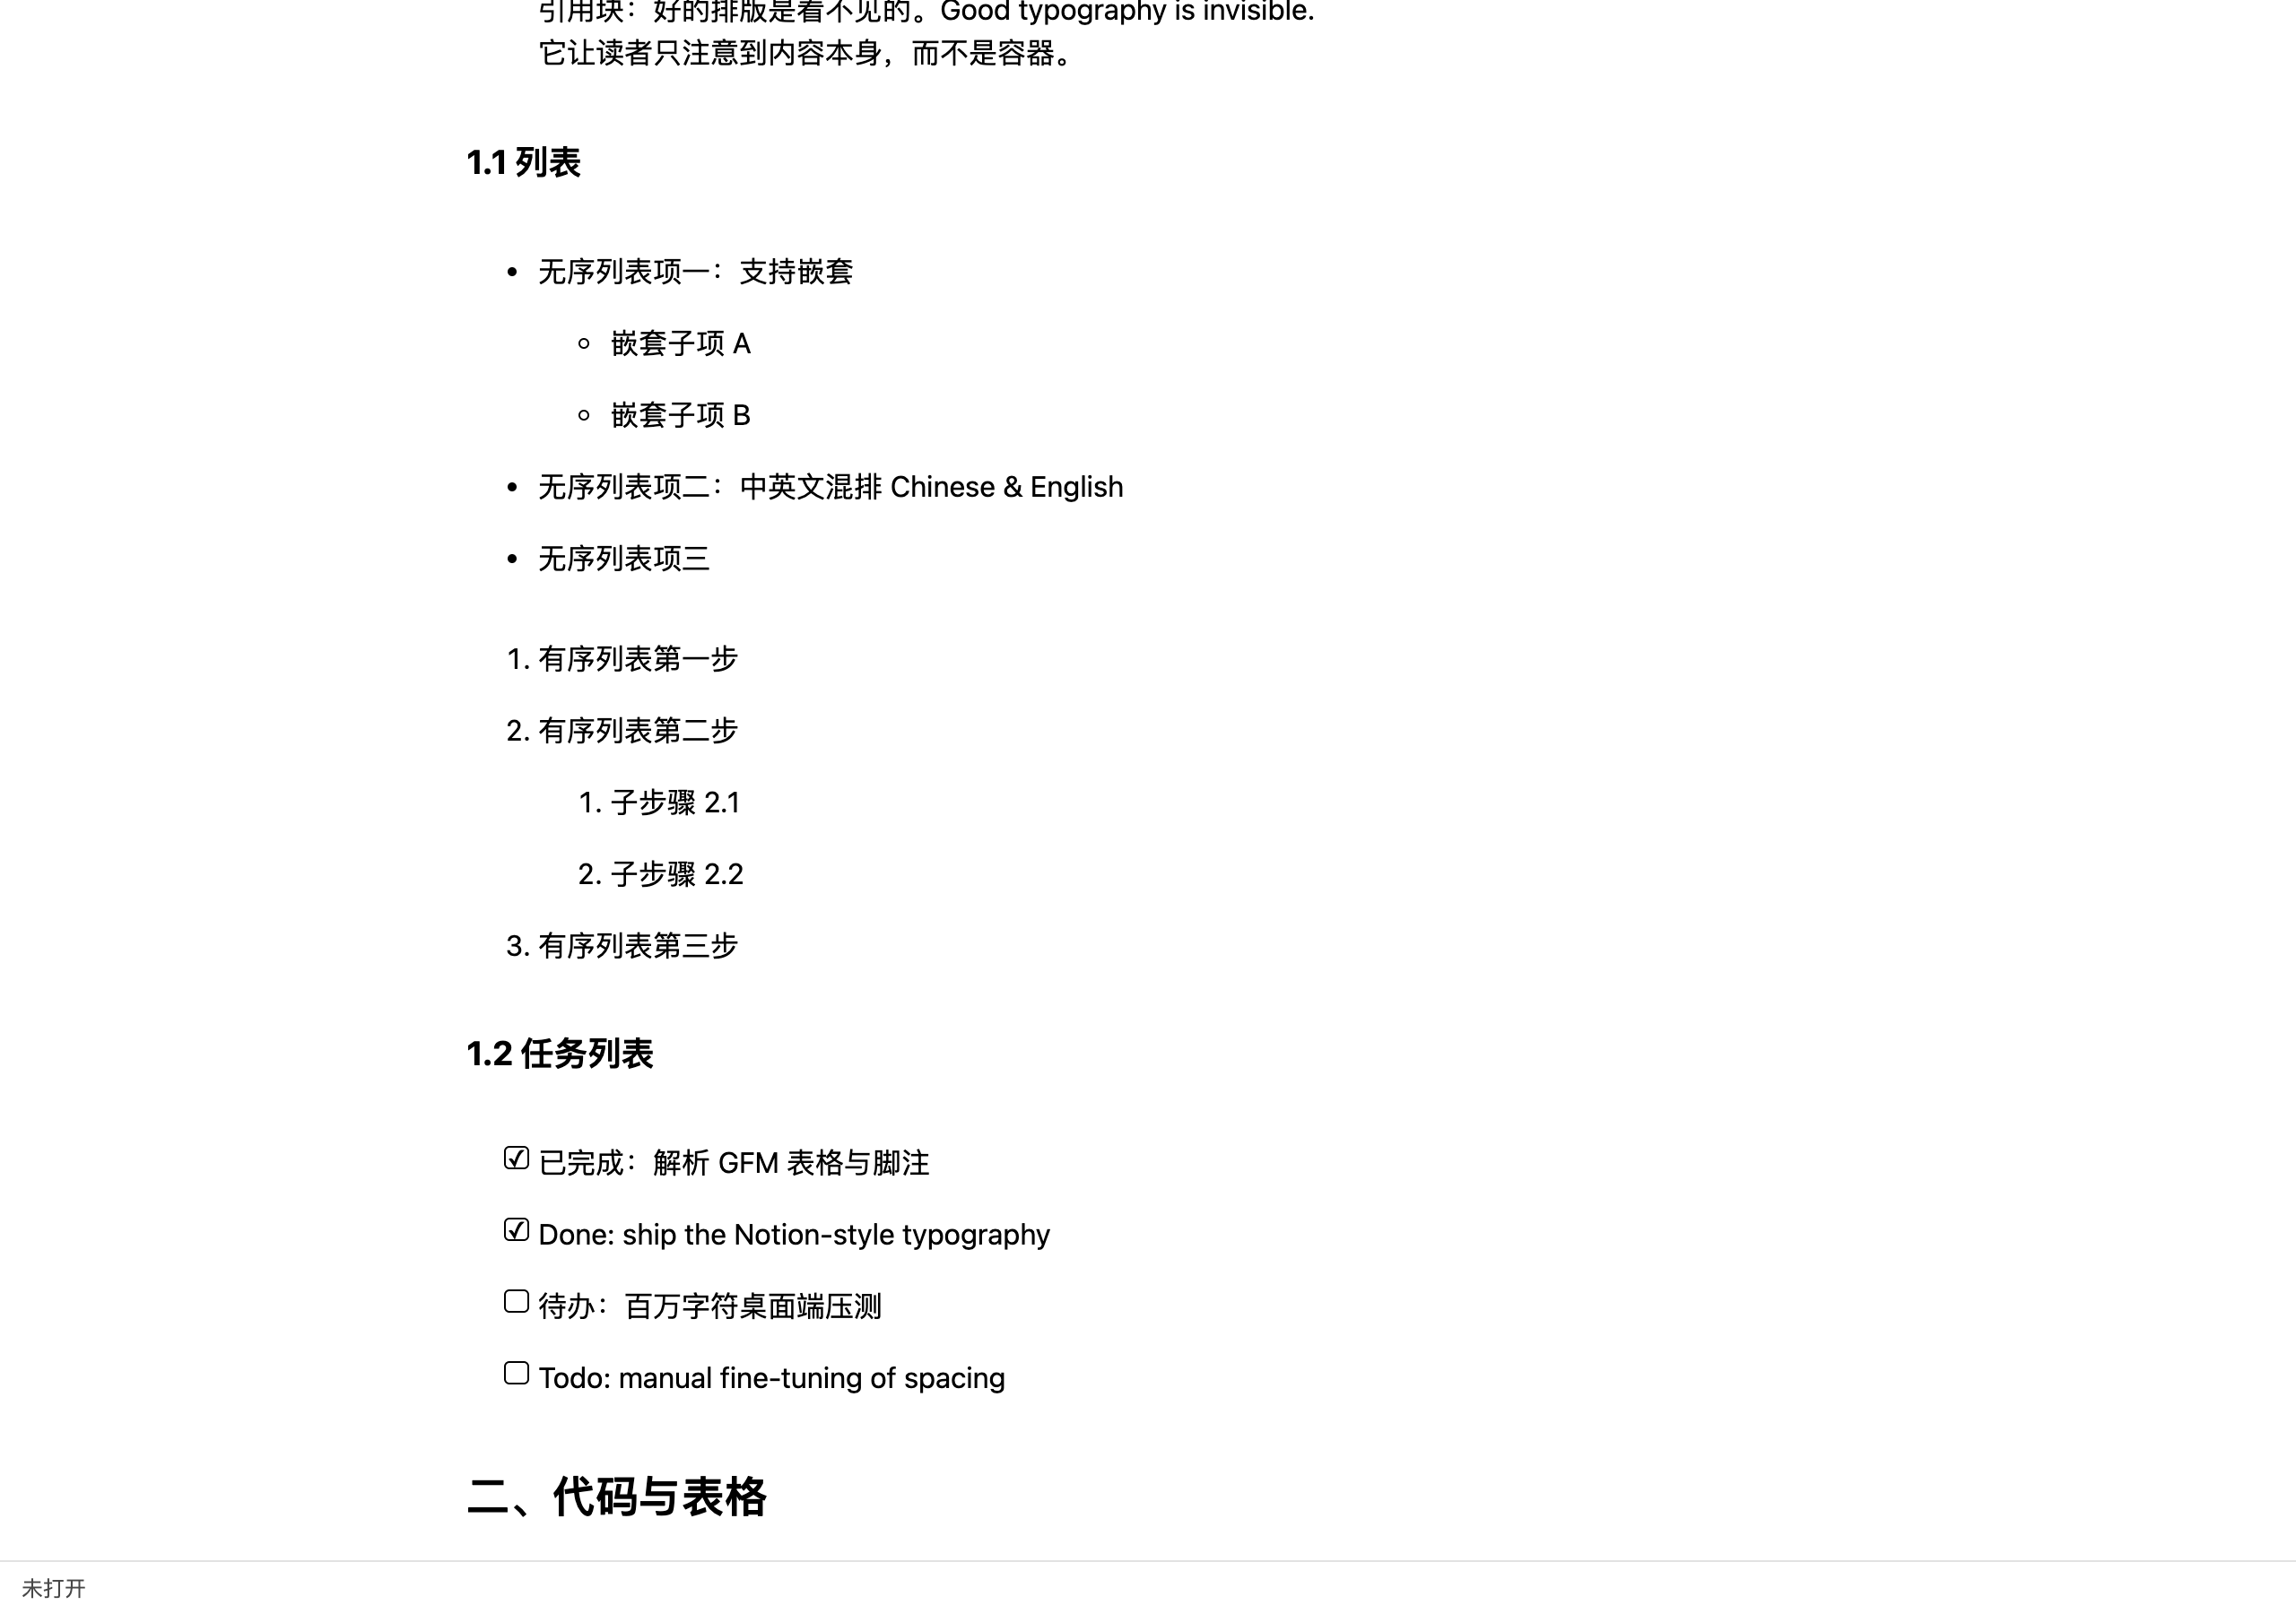 引用块：好的排版是看不见的。Good typography is invisible.
它让读者只注意到内容本身，而不是容器。
1.1 列表
• 无序列表项一：支持嵌套
◦ 嵌套子项 A
◦ 嵌套子项 B
• 无序列表项二：中英文混排 Chinese & English
• 无序列表项三
1. 有序列表第一步
2. 有序列表第二步
1. 子步骤 2.1
2. 子步骤 2.2
3. 有序列表第三步
1.2 任务列表
☑ 已完成：解析 GFM 表格与脚注
☑ Done: ship the Notion-style typography
☐ 待办：百万字符桌面端压测
☐ Todo: manual fine-tuning of spacing
二、代码与表格
未打开